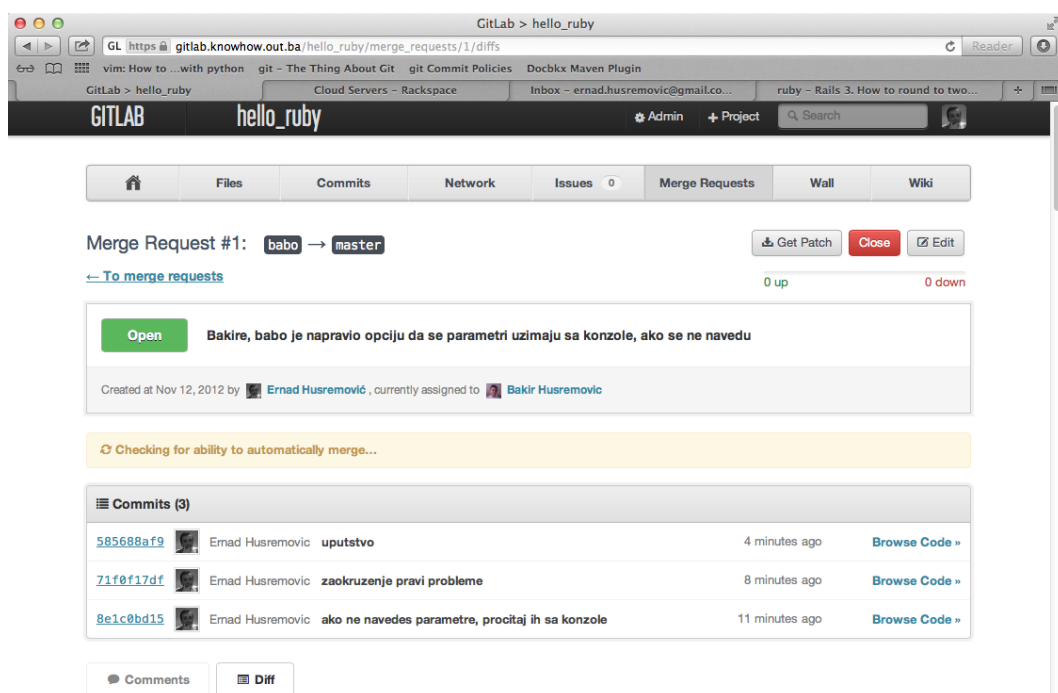 GitLab > hello_ruby
GL https gitlab.knowhow.out.ba/hello_ruby/merge_requests/1/diffs Reader
vim: How to ...with python git – The Thing About Git git Commit Policies Docbkx Maven Plugin
GitLab > hello_ruby Cloud Servers – Rackspace Inbox – ernad.husremovic@gmail.co... ruby – Rails 3. How to round to two...
GITLAB hello_ruby Admin + Project Search
Files Commits Network Issues 0 Merge Requests Wall Wiki
Merge Request #1: babo → master Get Patch Close Edit
← To merge requests 0 up 0 down
Open Bakire, babo je napravio opciju da se parametri uzimaju sa konzole, ako se ne navedu
Created at Nov 12, 2012 by Ernad Husremović , currently assigned to Bakir Husremovic
Checking for ability to automatically merge...
Commits (3)
585688af9 Ernad Husremovic uputstvo 4 minutes ago Browse Code »
71f0f17df Ernad Husremovic zaokruzenje pravi probleme 8 minutes ago Browse Code »
8e1c0bd15 Ernad Husremovic ako ne navedes parametre, procitaj ih sa konzole 11 minutes ago Browse Code »
Comments Diff